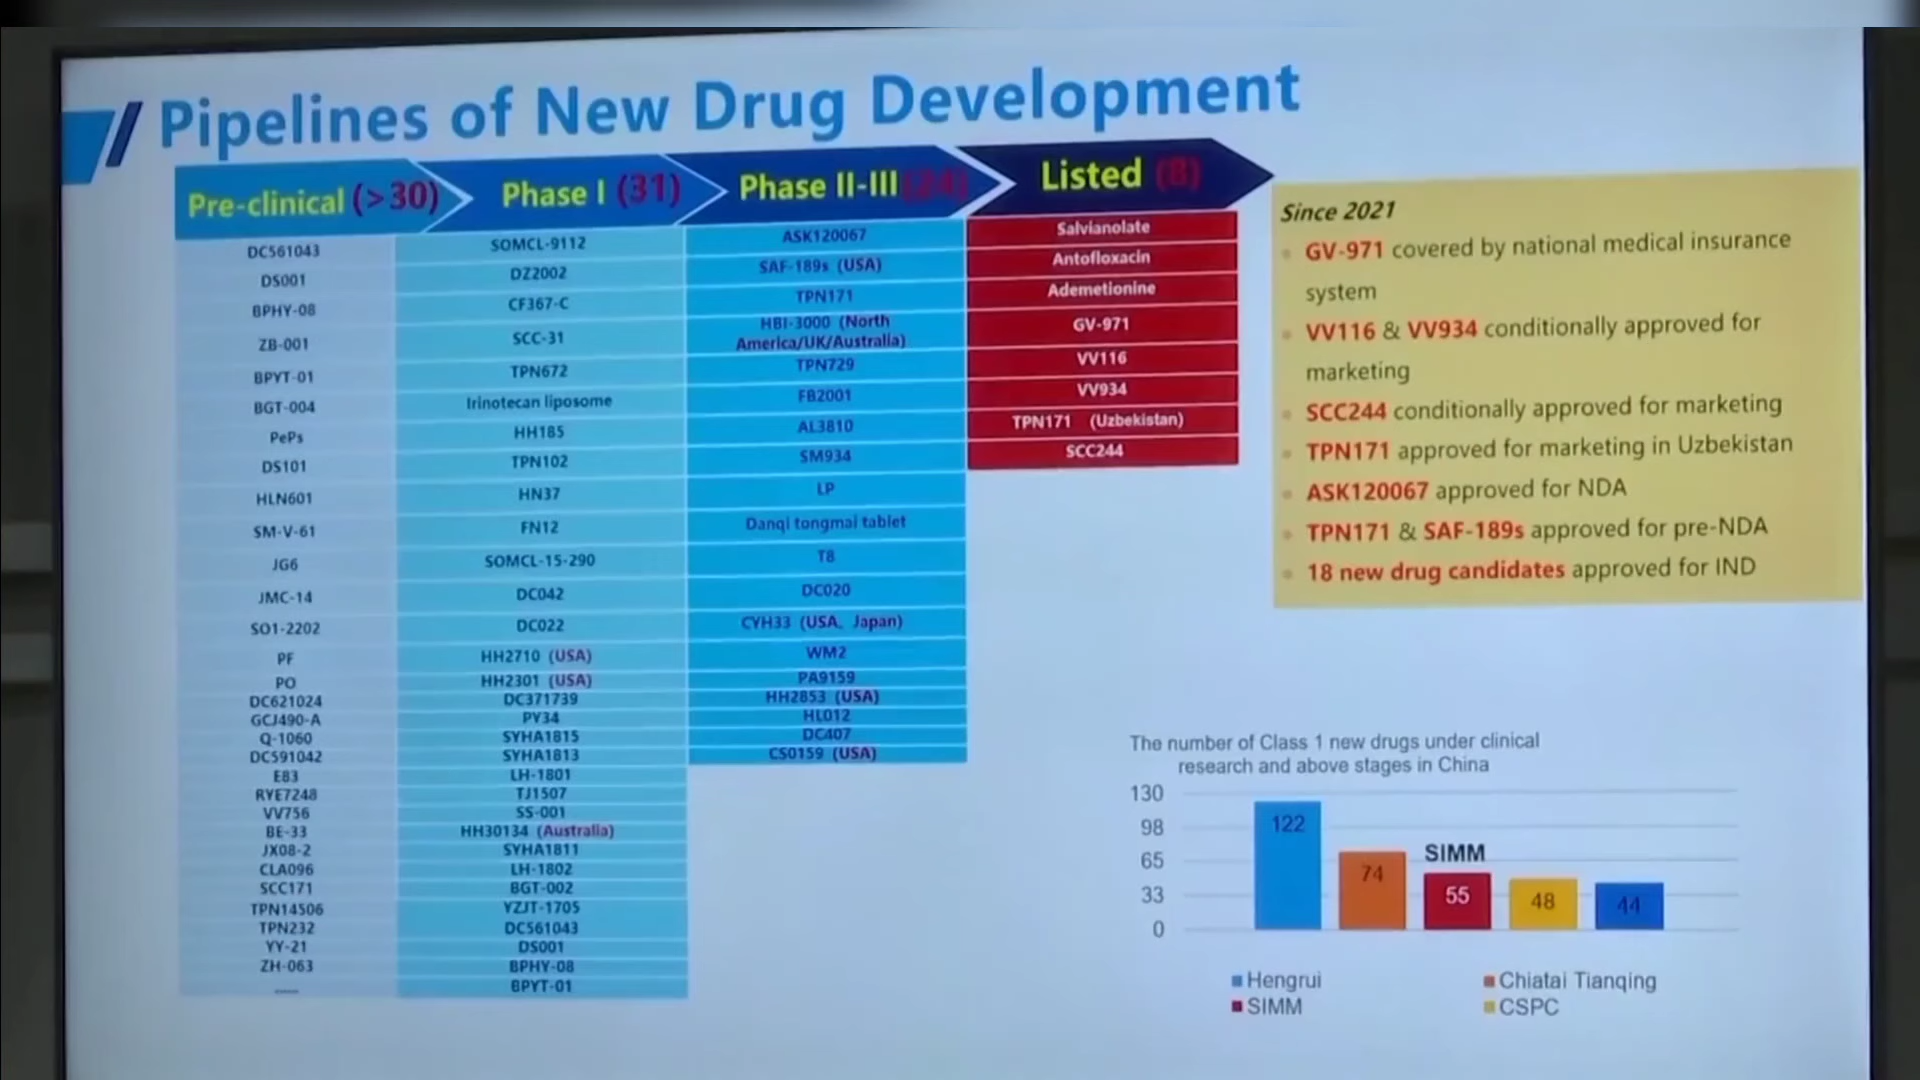 Pipelines of New Drug Development
Pre-clinical (>30)
DC561043
DS001
BPHY-08
ZB-001
BPYT-01
BGT-004
PePs
DS101
HLN601
SM-V-61
JG6
JMC-14
SO1-2202
PF
PO
DC621024
GCJ490-A
Q-1060
DC591042
E83
RYE7248
VV756
BE-33
JX08-2
CLA096
SCC171
TPN14506
TPN232
YY-21
ZH-063
......
Phase I (31)
SOMCL-9112
DZ2002
CF367-C
SCC-31
TPN672
Irinotecan liposome
HH185
TPN102
HN37
FN12
SOMCL-15-290
DC042
DC022
HH2710 (USA)
HH2301 (USA)
DC371739
PY34
SYHA1815
SYHA1813
LH-1801
TJ1507
SS-001
HH30134 (Australia)
SYHA1811
LH-1802
BGT-002
YZJT-1705
DC561043
DS001
BPHY-08
BPYT-01
Phase II-III (24)
ASK120067
SAF-189s (USA)
TPN171
HBI-3000 (North
America/UK/Australia)
TPN729
FB2001
AL3810
SM934
LP
Danqi tongmai tablet
T8
DC020
CYH33 (USA, Japan)
WM2
PA9159
HH2853 (USA)
HL012
DC407
CS0159 (USA)
Listed (8)
Salvianolate
Antofloxacin
Ademetionine
GV-971
VV116
VV934
TPN171 (Uzbekistan)
SCC244
Since 2021
GV-971 covered by national medical insurance
system
VV116 & VV934 conditionally approved for
marketing
SCC244 conditionally approved for marketing
TPN171 approved for marketing in Uzbekistan
ASK120067 approved for NDA
TPN171 & SAF-189s approved for pre-NDA
18 new drug candidates approved for IND
The number of Class 1 new drugs under clinical
research and above stages in China
130
98
65
33
0
122
74
SIMM
55
48
44
Hengrui
Chiatai Tianqing
SIMM
CSPC